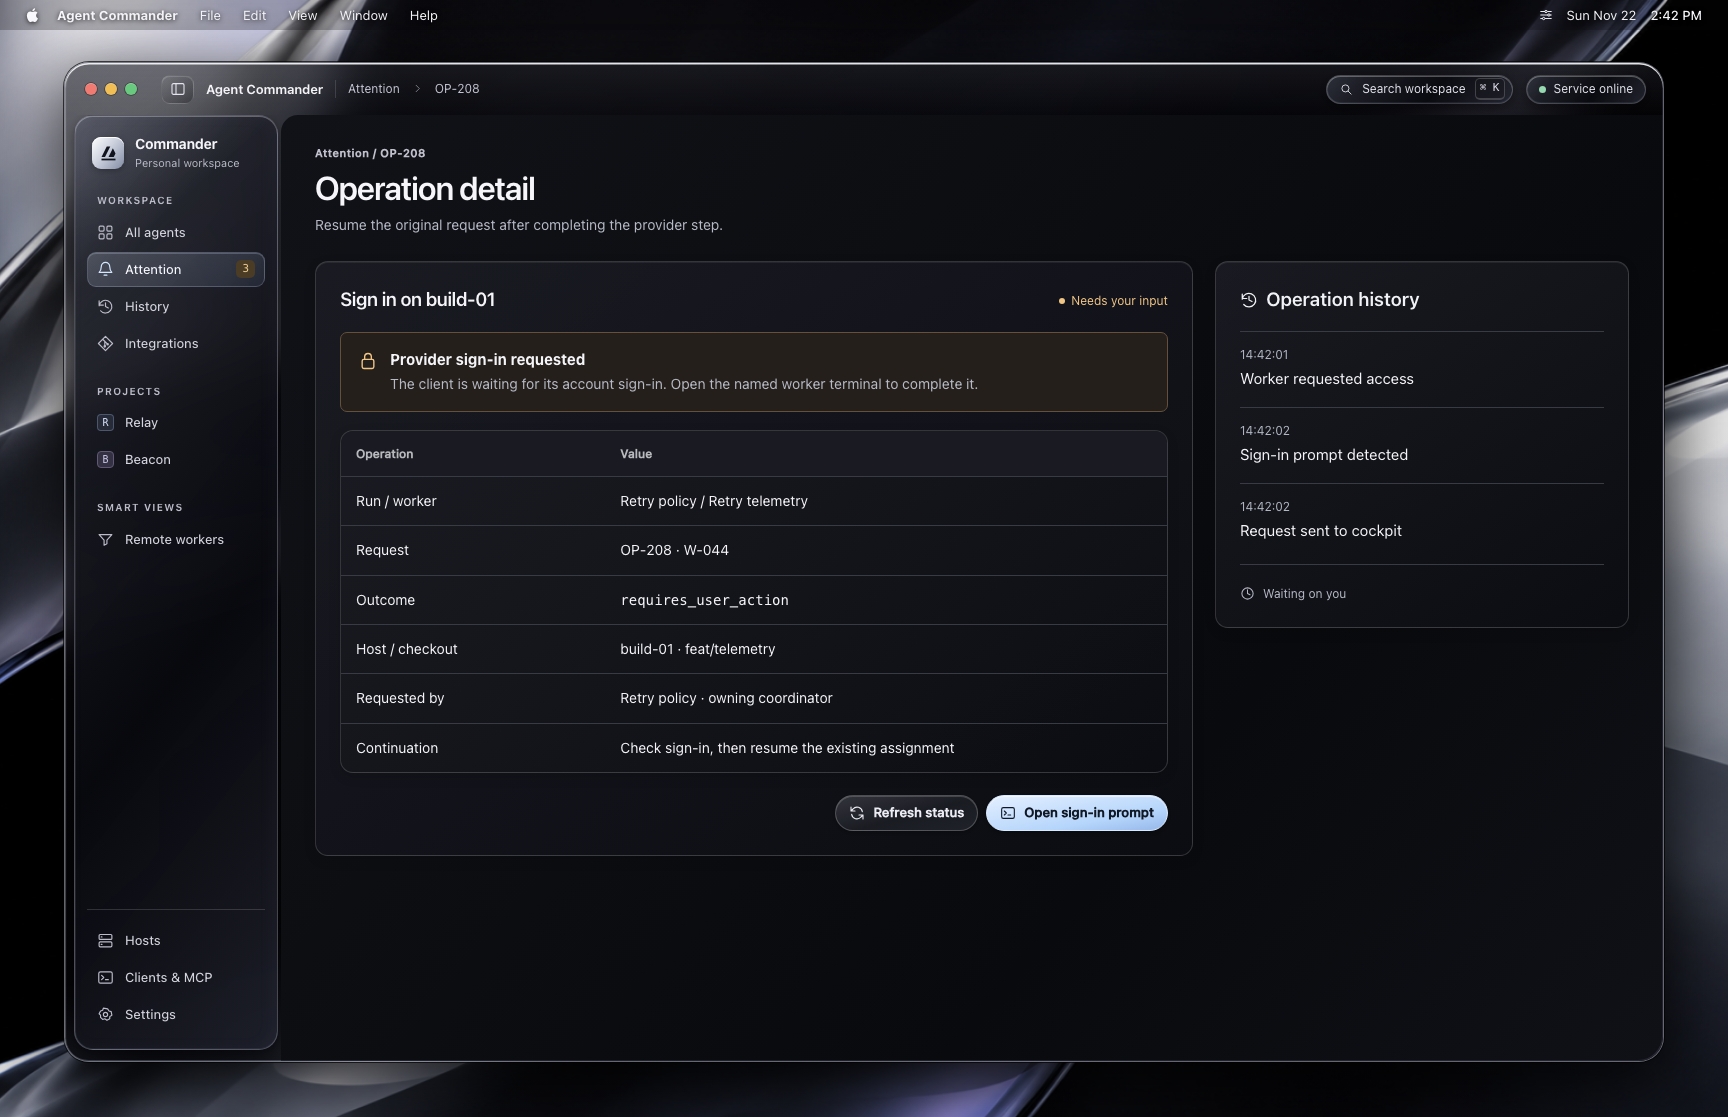 Agent Commander File Edit View Window Help
Sun Nov 22 2:42 PM
Agent Commander Attention OP-208
Search workspace ⌘ K
Service online
Commander
Personal workspace
WORKSPACE
All agents
Attention 3
History
Integrations
PROJECTS
R Relay
B Beacon
SMART VIEWS
Remote workers
Hosts
Clients & MCP
Settings
Attention / OP-208
Operation detail
Resume the original request after completing the provider step.
Sign in on build-01
Needs your input
Provider sign-in requested
The client is waiting for its account sign-in. Open the named worker terminal to complete it.
Operation Value
Run / worker Retry policy / Retry telemetry
Request OP-208 · W-044
Outcome requires_user_action
Host / checkout build-01 · feat/telemetry
Requested by Retry policy · owning coordinator
Continuation Check sign-in, then resume the existing assignment
Refresh status
Open sign-in prompt
Operation history
14:42:01
Worker requested access
14:42:02
Sign-in prompt detected
14:42:02
Request sent to cockpit
Waiting on you